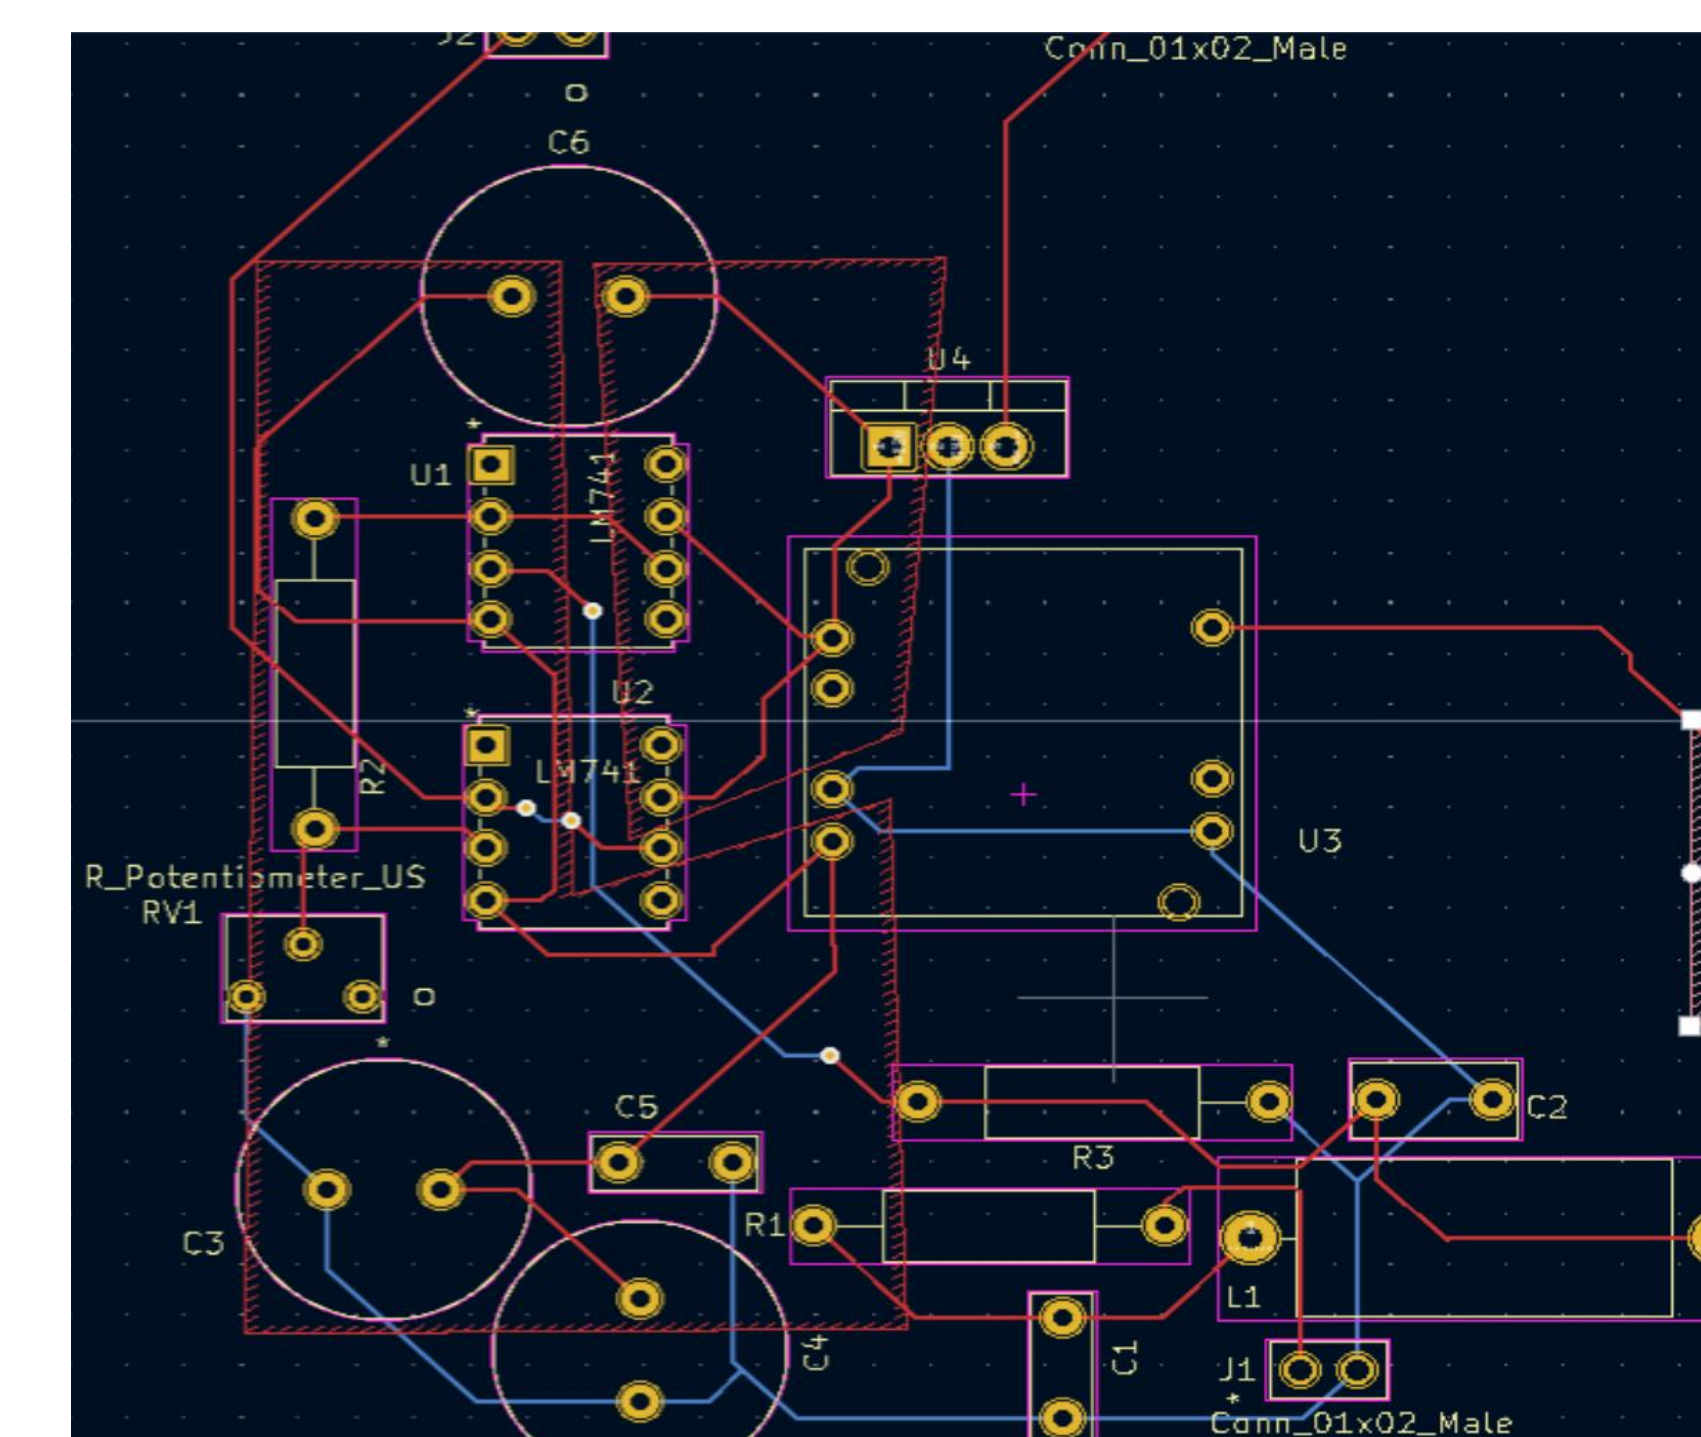 J2
Conn_01x02_Male
o
C6
U4
*
U1
LM741
U2
*
LM741
R2
U3
R_Potentiometer_US
RV1
o
*
C5
C2
R3
R1
C3
L1
C4
C1
J1
*
Conn_01x02_Male